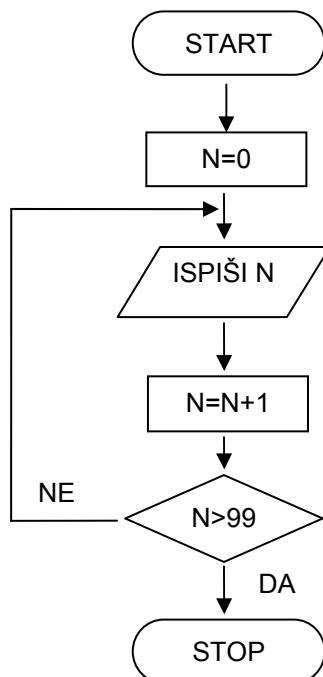 START
N=0
ISPIŠI N
N=N+1
NE
N>99
DA
STOP